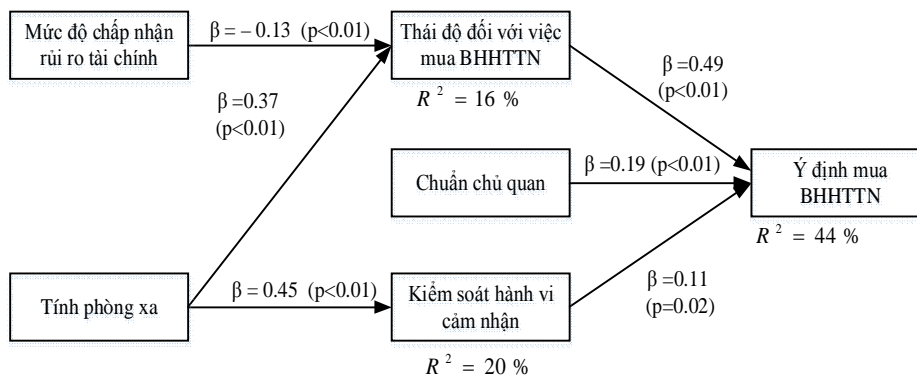 Mức độ chấp nhận
rủi ro tài chính
β = – 0.13 (p<0.01)
Thái độ đối với việc
mua BHHTTN
R² = 16 %
β =0.49
(p<0.01)
β =0.37
(p<0.01)
Chuẩn chủ quan
β =0.19 (p<0.01)
Ý định mua
BHHTTN
R² = 44 %
Tính phòng xa
β = 0.45 (p<0.01)
Kiểm soát hành vi
cảm nhận
R² = 20 %
β =0.11
(p=0.02)